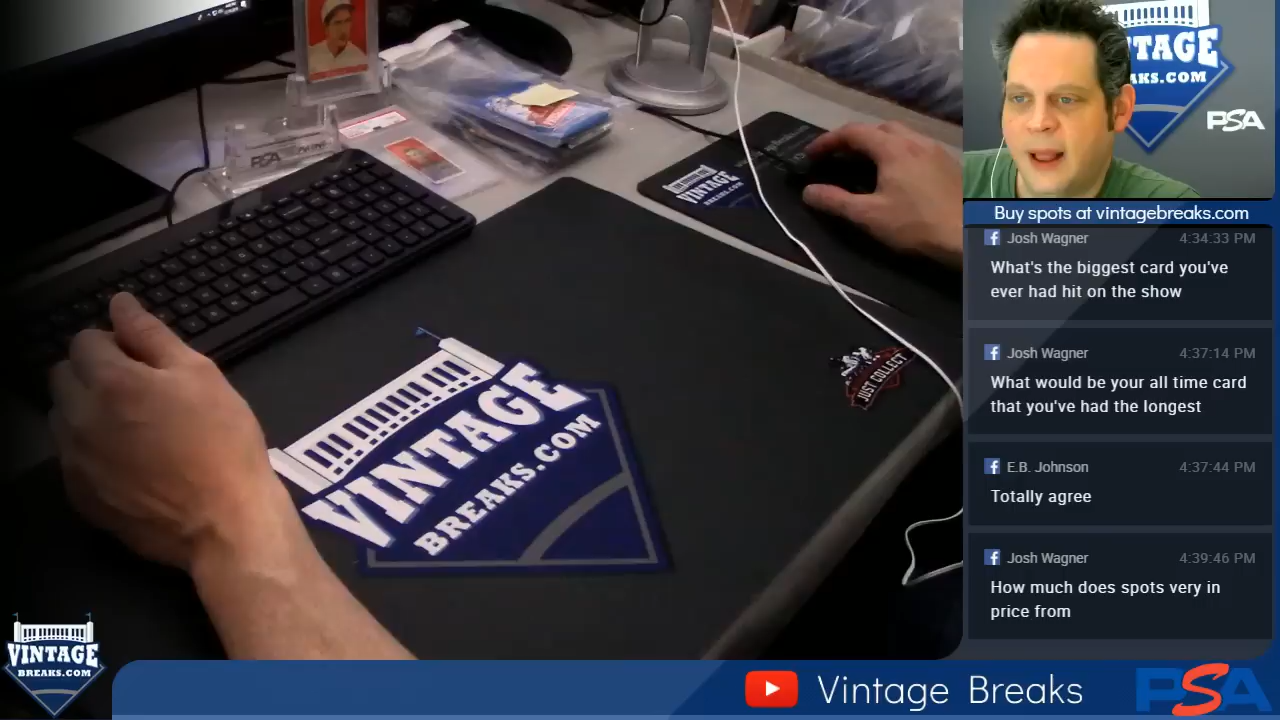 VINTAGE
AKS.COM
PSA
Buy spots at vintagebreaks.com
Josh Wagner 4:34:33 PM
What's the biggest card you've
ever had hit on the show
Josh Wagner 4:37:14 PM
What would be your all time card
that you've had the longest
E.B. Johnson 4:37:44 PM
Totally agree
Josh Wagner 4:39:46 PM
How much does spots very in
price from
PSA
VINTAGE
BREAKS.COM
JUST COLLECT
VINTAGE
BREAKS.COM
VINTAGE
BREAKS.COM
Vintage Breaks
PSA